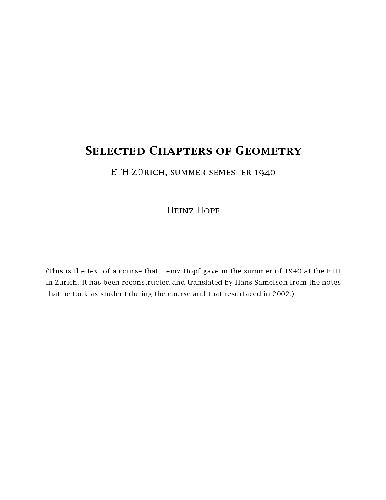 SELECTED CHAPTERS OF GEOMETRY
ETH ZÜRICH, SUMMER SEMESTER 1940
HEINZ HOPF
(This is the text of a course that Heinz Hopf gave in the summer of 1940 at the ETH
in Zürich. It has been reconstructed and translated by Hans Samelson from the notes
that he took as student during the course and that resurfaced in 2002.)